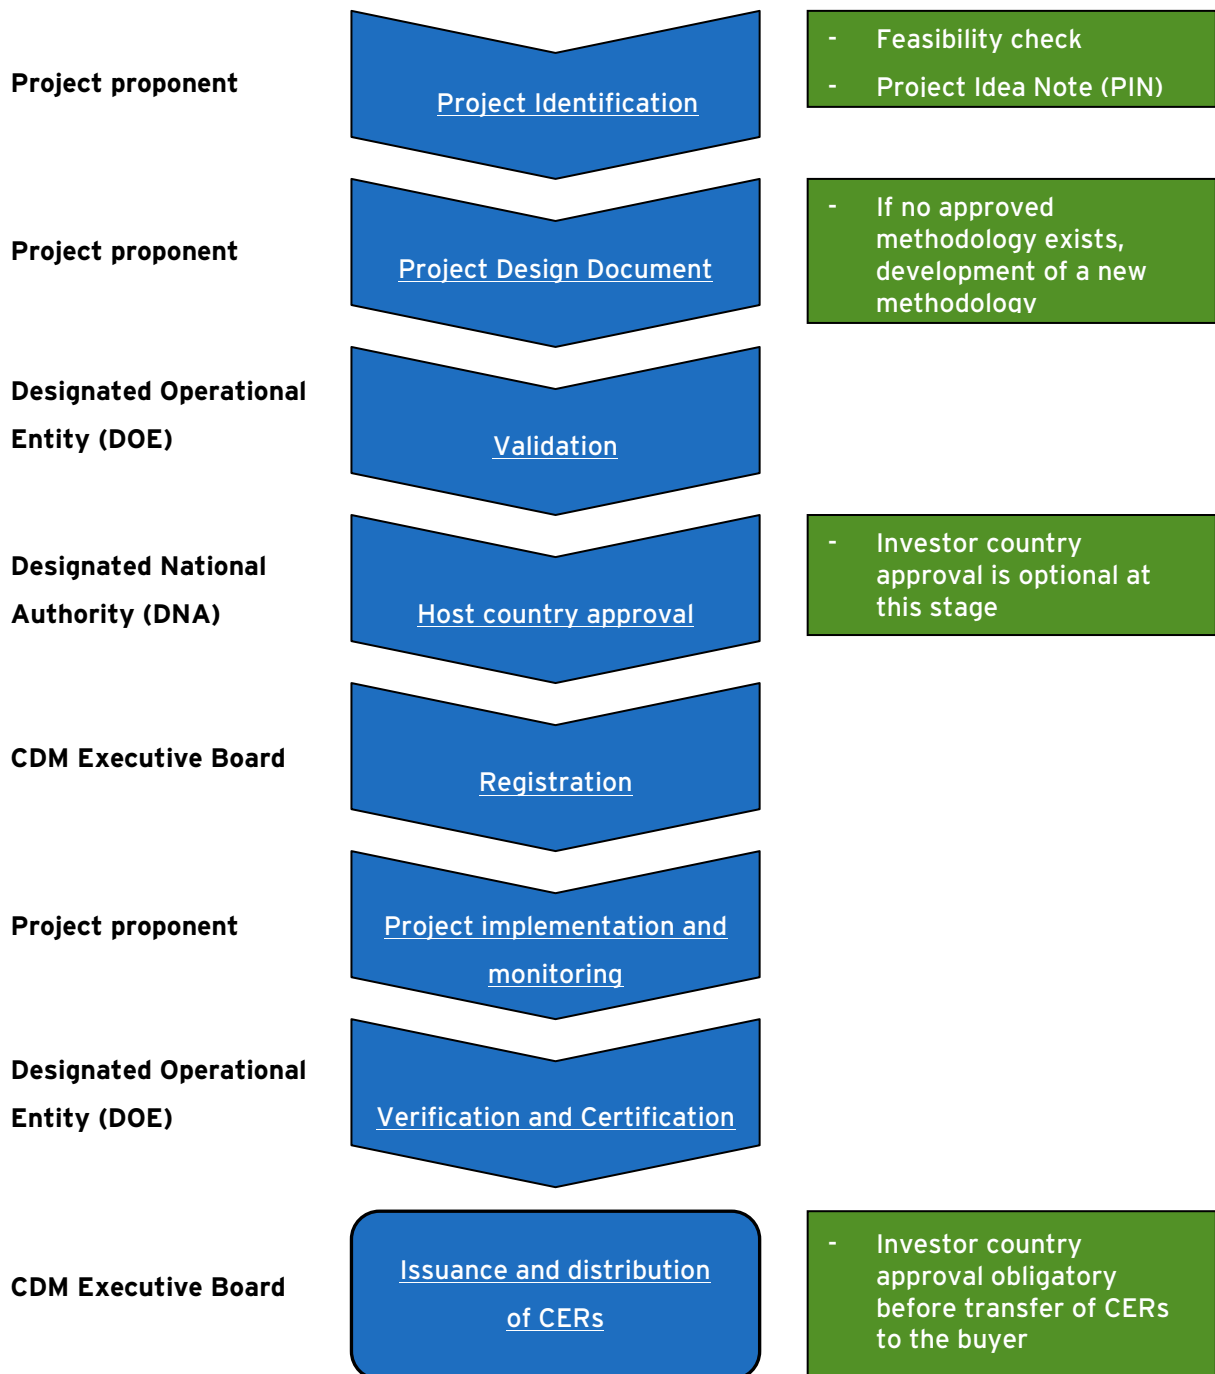 Project proponent
Project Identification
- Feasibility check
- Project Idea Note (PIN)
Project proponent
Project Design Document
- If no approved
methodology exists,
development of a new
methodology
Designated Operational
Entity (DOE)
Validation
Designated National
Authority (DNA)
Host country approval
- Investor country
approval is optional at
this stage
CDM Executive Board
Registration
Project proponent
Project implementation and
monitoring
Designated Operational
Entity (DOE)
Verification and Certification
CDM Executive Board
Issuance and distribution
of CERs
- Investor country
approval obligatory
before transfer of CERs
to the buyer